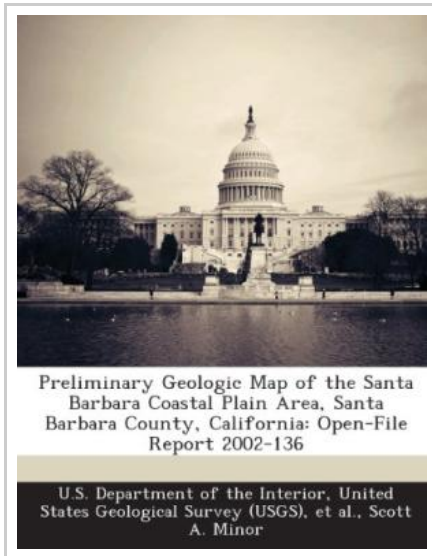 Preliminary Geologic Map of the Santa
Barbara Coastal Plain Area, Santa
Barbara County, California: Open-File
Report 2002-136
U.S. Department of the Interior, United
States Geological Survey (USGS), et al., Scott
A. Minor